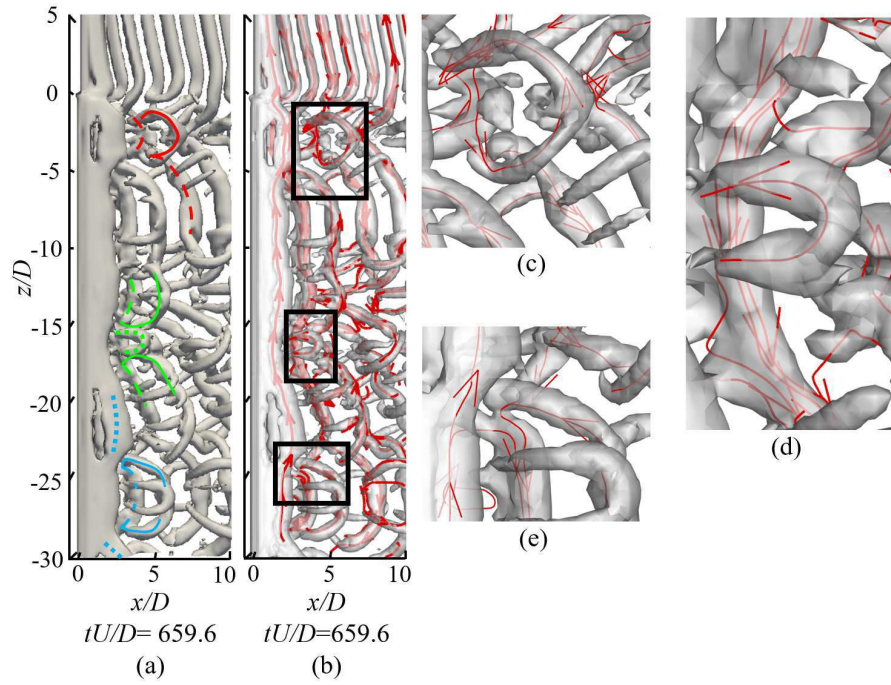 5
0
-5
-10
-15
-20
-25
-30
z/D
0 5 10
0 5 10
x/D
x/D
tU/D= 659.6
tU/D=659.6
(a)
(b)
(c)
(d)
(e)